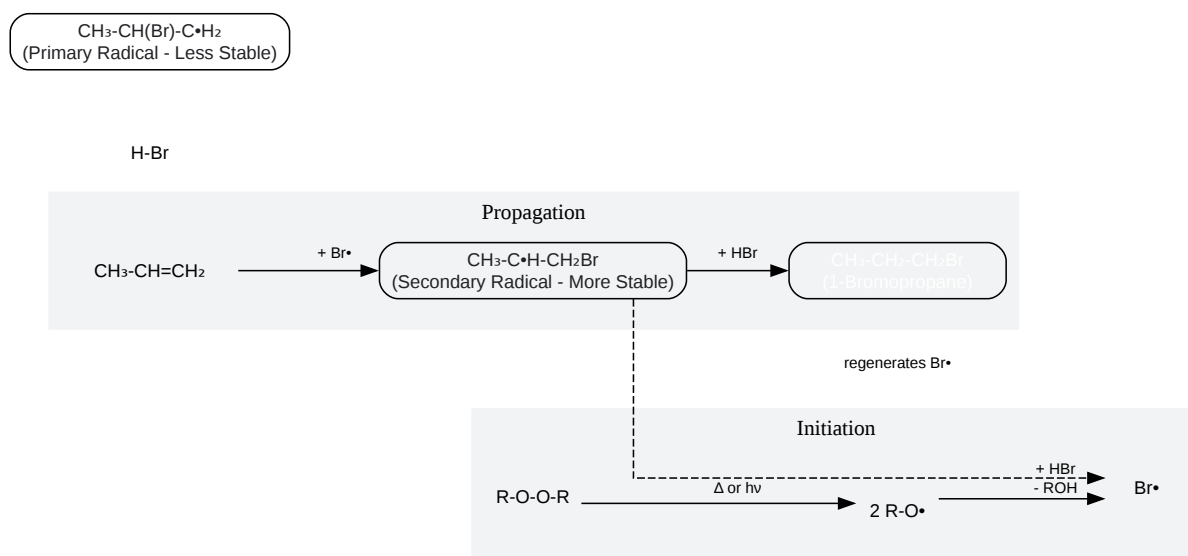 CH₃-CH(Br)-C•H₂
(Primary Radical - Less Stable)
H-Br
Propagation
CH₃-CH=CH₂
+ Br•
CH₃-C•H-CH₂Br
(Secondary Radical - More Stable)
+ HBr
CH₃-CH₂-CH₂Br
(1-Bromopropane)
regenerates Br•
Initiation
R-O-O-R
Δ or hν
2 R-O•
+ HBr
- ROH
Br•